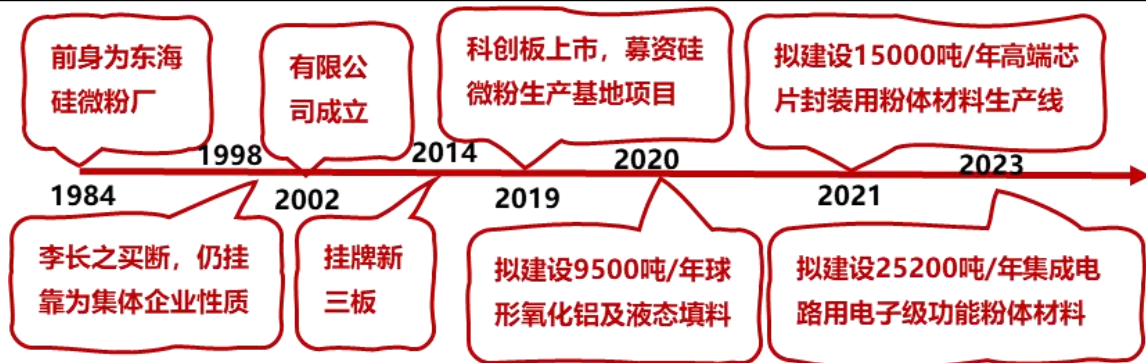 前身为东海
硅微粉厂
有限公
司成立
科创板上市，募资硅
微粉生产基地项目
拟建设15000吨/年高端芯
片封装用粉体材料生产线
1998
2014
2020
2023
1984
2002
2019
2021
李长之买断，仍挂
靠为集体企业性质
挂牌新
三板
拟建设9500吨/年球
形氧化铝及液态填料
拟建设25200吨/年集成电
路用电子级功能粉体材料